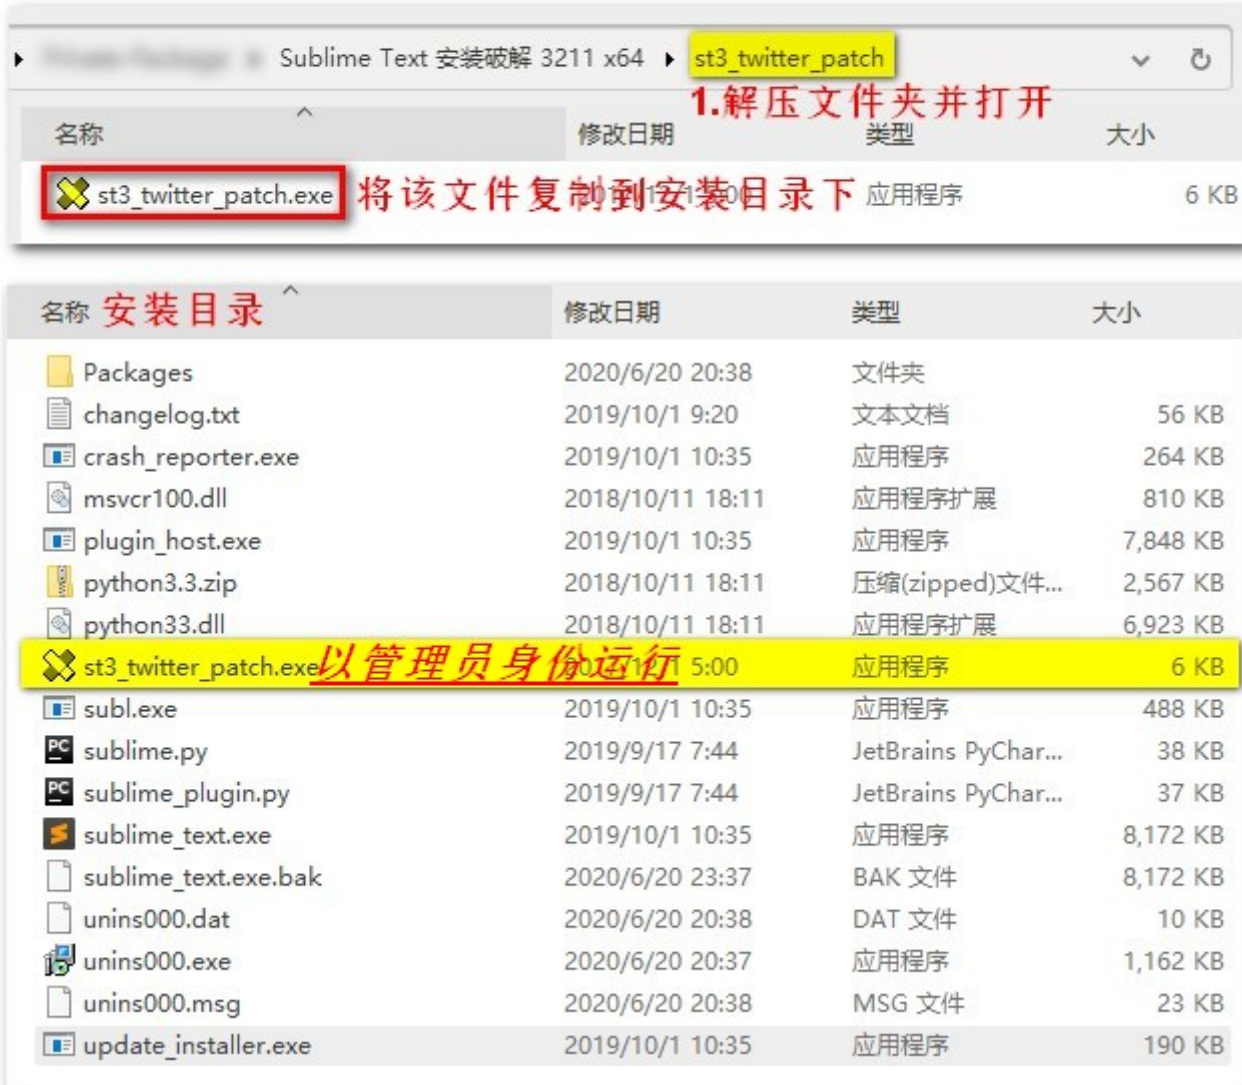 Sublime Text 安装破解 3211 x64 st3_twitter_patch
1.解压文件夹并打开
名称 修改日期 类型 大小
st3_twitter_patch.exe 将该文件复制到安装目录下 应用程序 6 KB
名称 安装目录 修改日期 类型 大小
Packages 2020/6/20 20:38 文件夹
changelog.txt 2019/10/1 9:20 文本文档 56 KB
crash_reporter.exe 2019/10/1 10:35 应用程序 264 KB
msvcr100.dll 2018/10/11 18:11 应用程序扩展 810 KB
plugin_host.exe 2019/10/1 10:35 应用程序 7,848 KB
python3.3.zip 2018/10/11 18:11 压缩(zipped)文件... 2,567 KB
python33.dll 2018/10/11 18:11 应用程序扩展 6,923 KB
st3_twitter_patch.exe 以管理员身份运行 5:00 应用程序 6 KB
subl.exe 2019/10/1 10:35 应用程序 488 KB
sublime.py 2019/9/17 7:44 JetBrains PyChar... 38 KB
sublime_plugin.py 2019/9/17 7:44 JetBrains PyChar... 37 KB
sublime_text.exe 2019/10/1 10:35 应用程序 8,172 KB
sublime_text.exe.bak 2020/6/20 23:37 BAK 文件 8,172 KB
unins000.dat 2020/6/20 20:38 DAT 文件 10 KB
unins000.exe 2020/6/20 20:37 应用程序 1,162 KB
unins000.msg 2020/6/20 20:38 MSG 文件 23 KB
update_installer.exe 2019/10/1 10:35 应用程序 190 KB